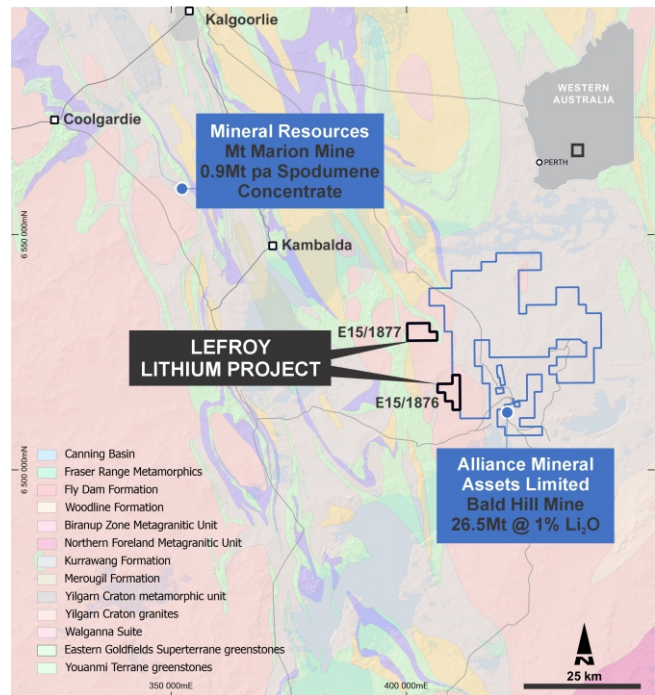 Kalgoorlie
Coolgardie
WESTERN
AUSTRALIA
PERTH
Mineral Resources
Mt Marion Mine
0.9Mt pa Spodumene
Concentrate
6 550 000mN
Kambalda
E15/1877
LEFROY
LITHIUM PROJECT
E15/1876
Alliance Mineral
Assets Limited
Bald Hill Mine
26.5Mt @ 1% Li₂O
6 500 000mN
Canning Basin
Fraser Range Metamorphics
Fly Dam Formation
Woodline Formation
Biranup Zone Metagranitic Unit
Northern Foreland Metagranitic Unit
Kurrawang Formation
Merougil Formation
Yilgarn Craton metamorphic unit
Yilgarn Craton granites
Walganna Suite
Eastern Goldfields Superterrane greenstones
Youanmi Terrane greenstones
350 000mE
400 000mE
N
25 km